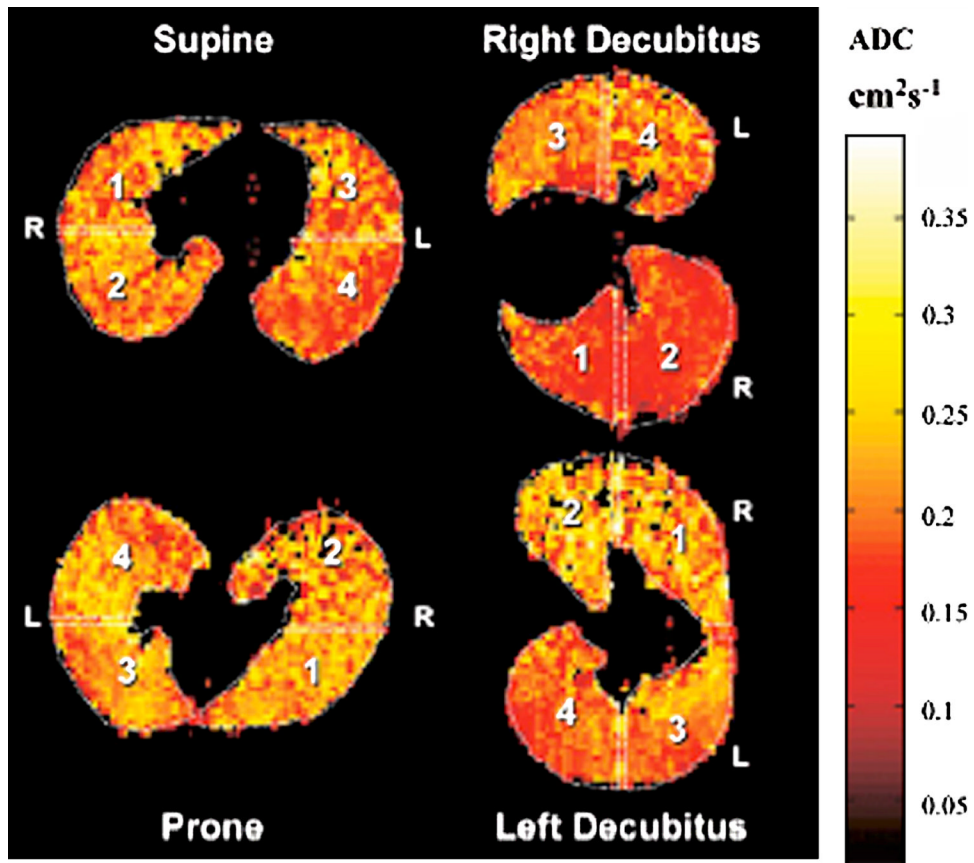 Supine
Right Decubitus
ADC
cm²s⁻¹
3 4 L
1 3
R L
2 4
1 2
R
0.35
0.3
0.25
0.2
0.15
0.1
0.05
2 R
1
4 2
L R
3 1
4 3
L
Prone
Left Decubitus